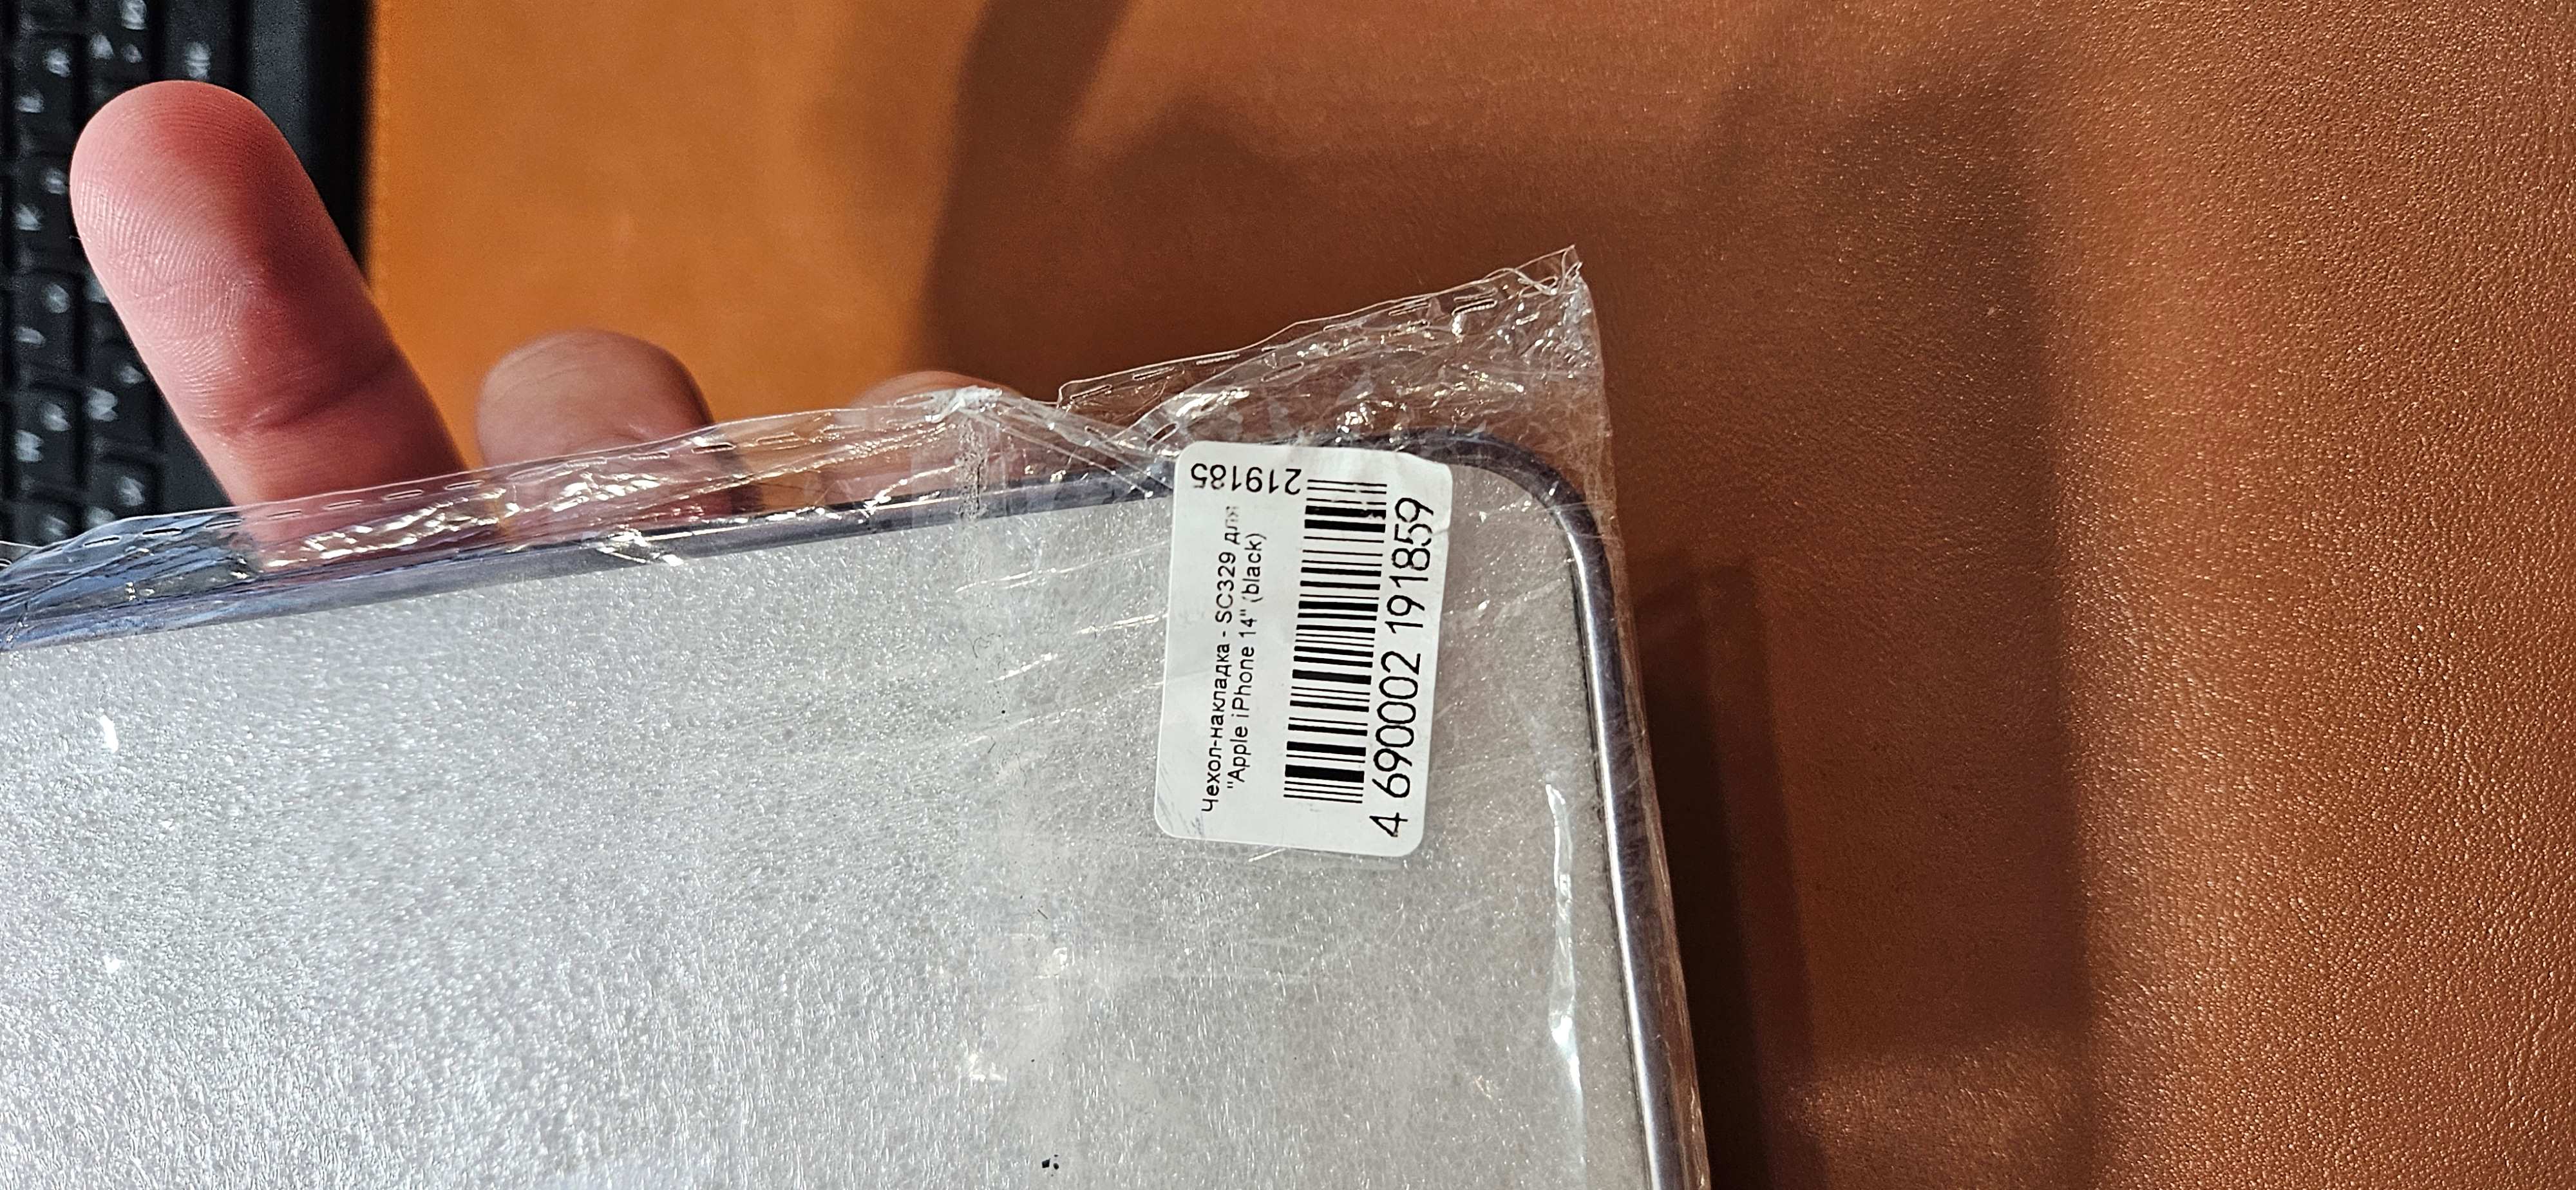 Чехол-накладка - SC329 для
"Apple iPhone 14" (black)
219185
4 690002 191859